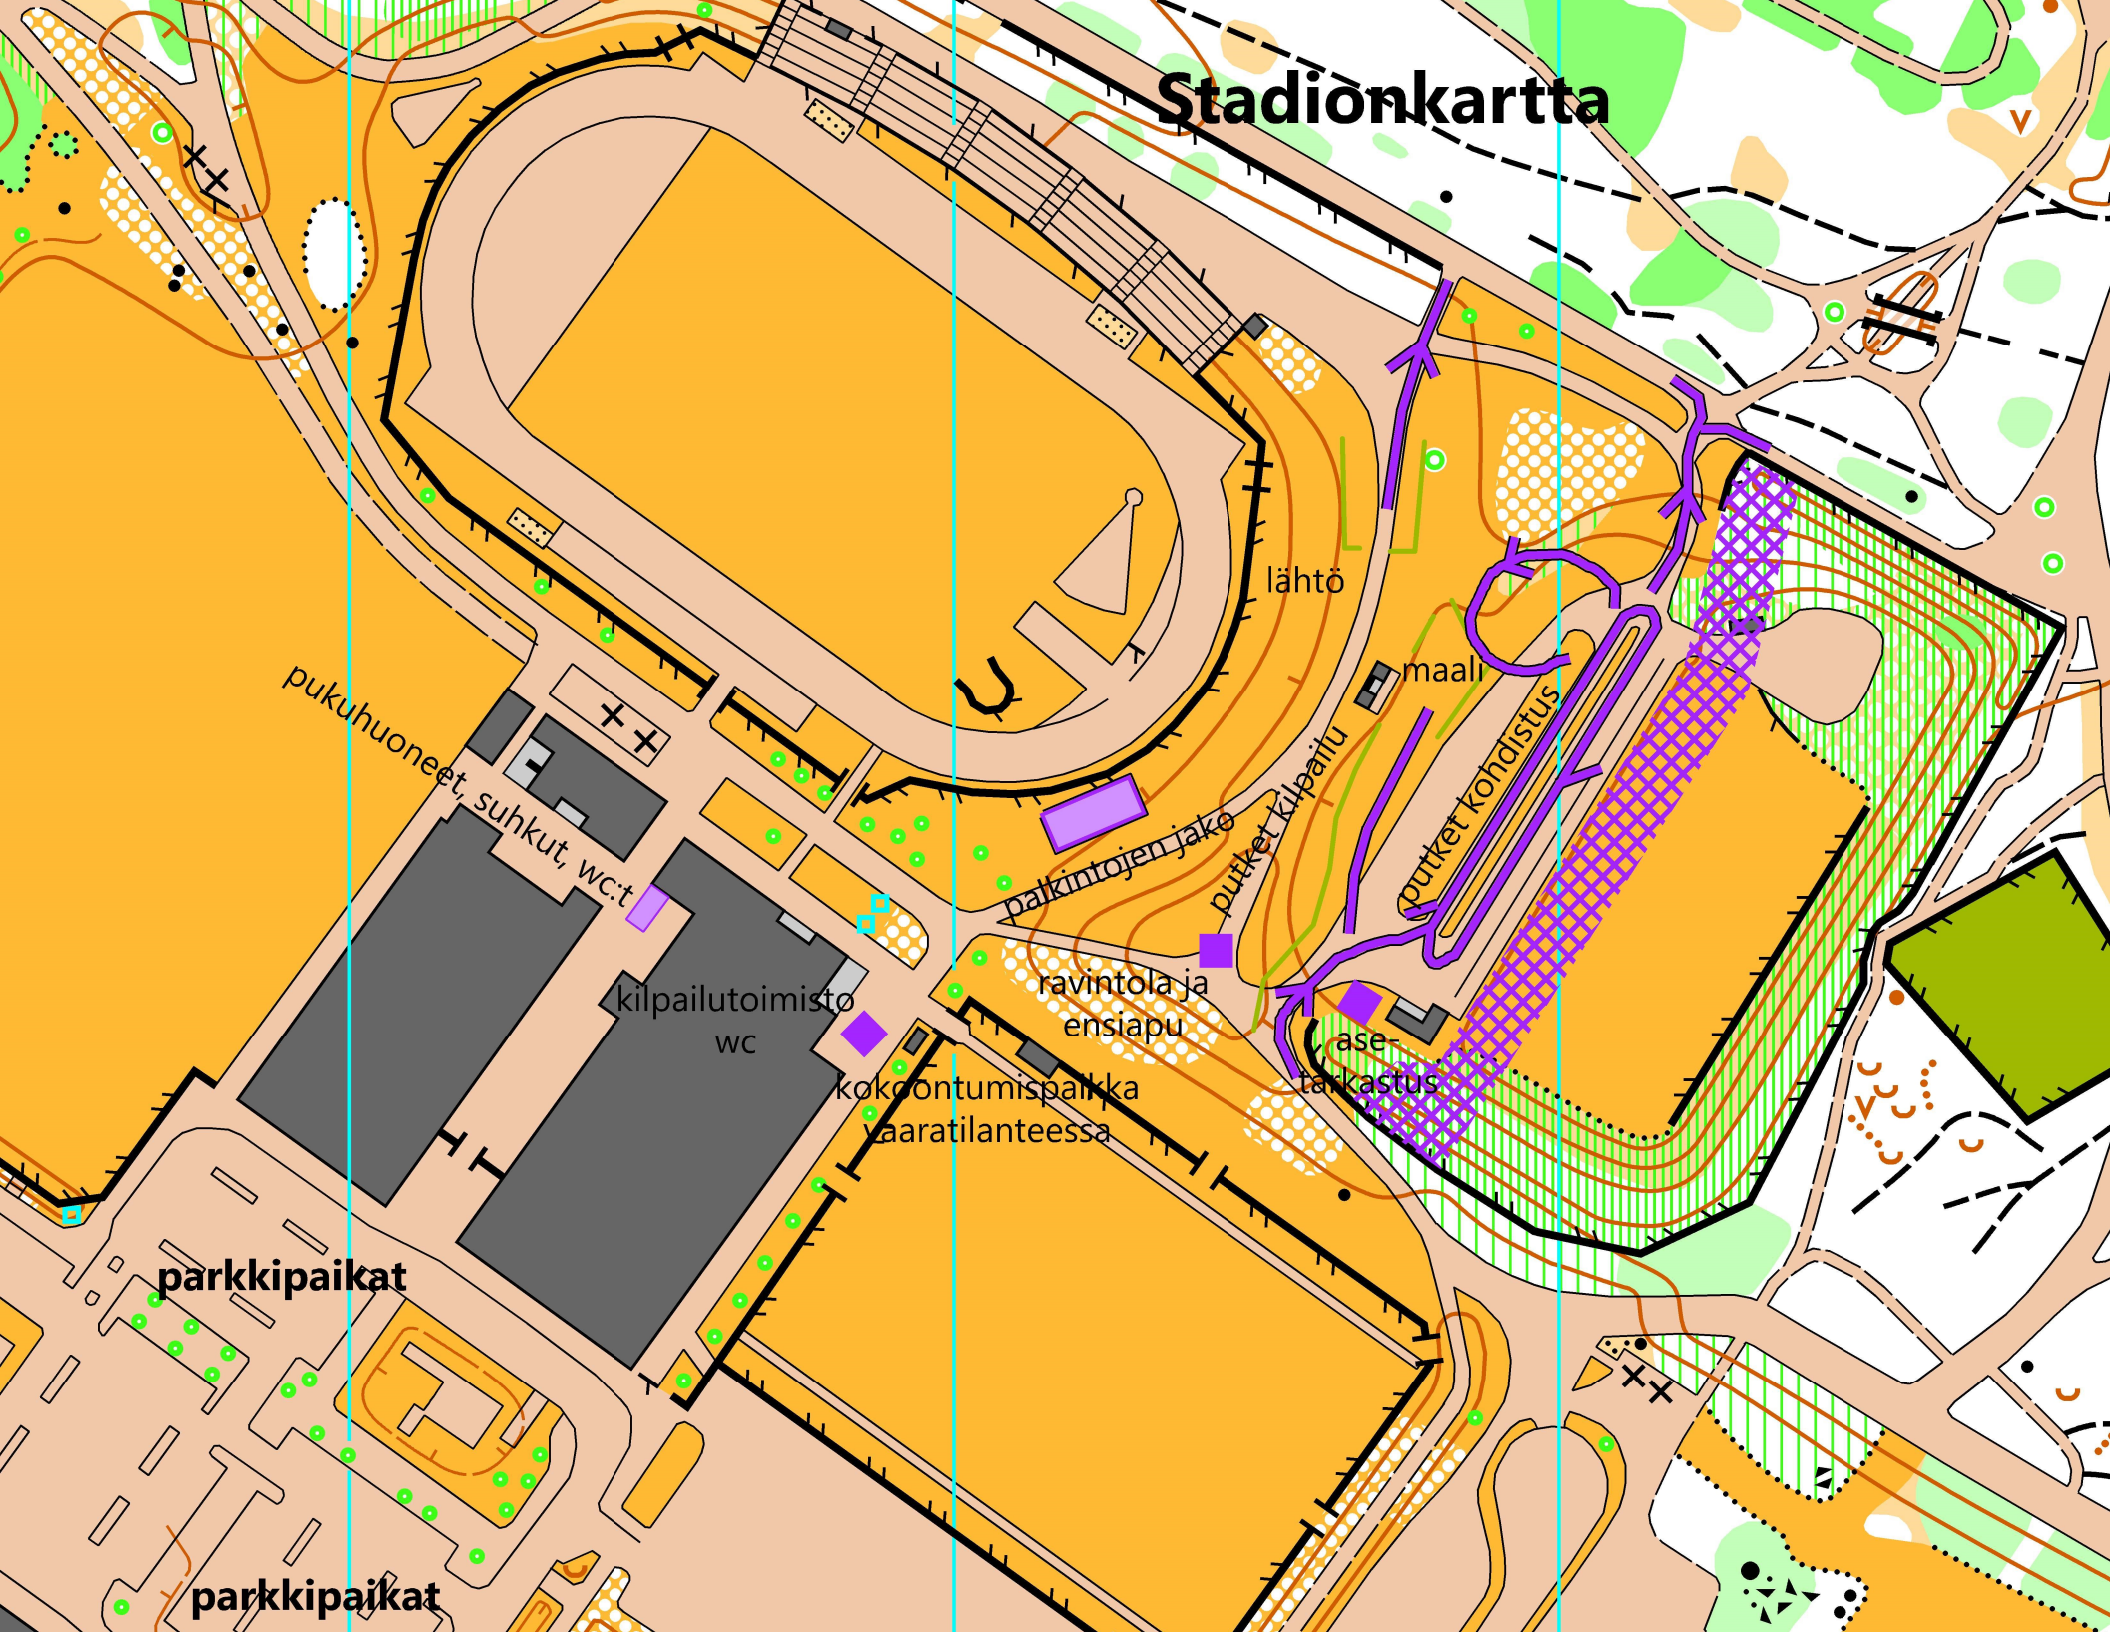 Stadionkartta
lähtö
maali
pukuhuoneet, suhkut, wc:t
putket kohdistus
putket kilpailu
palkintojen jako
ravintola ja
ensiapu
kilpailutoimisto
wc
ase-
tarkastus
kokoontumispaikka
vaaratilanteessa
parkkipaikat
parkkipaikat